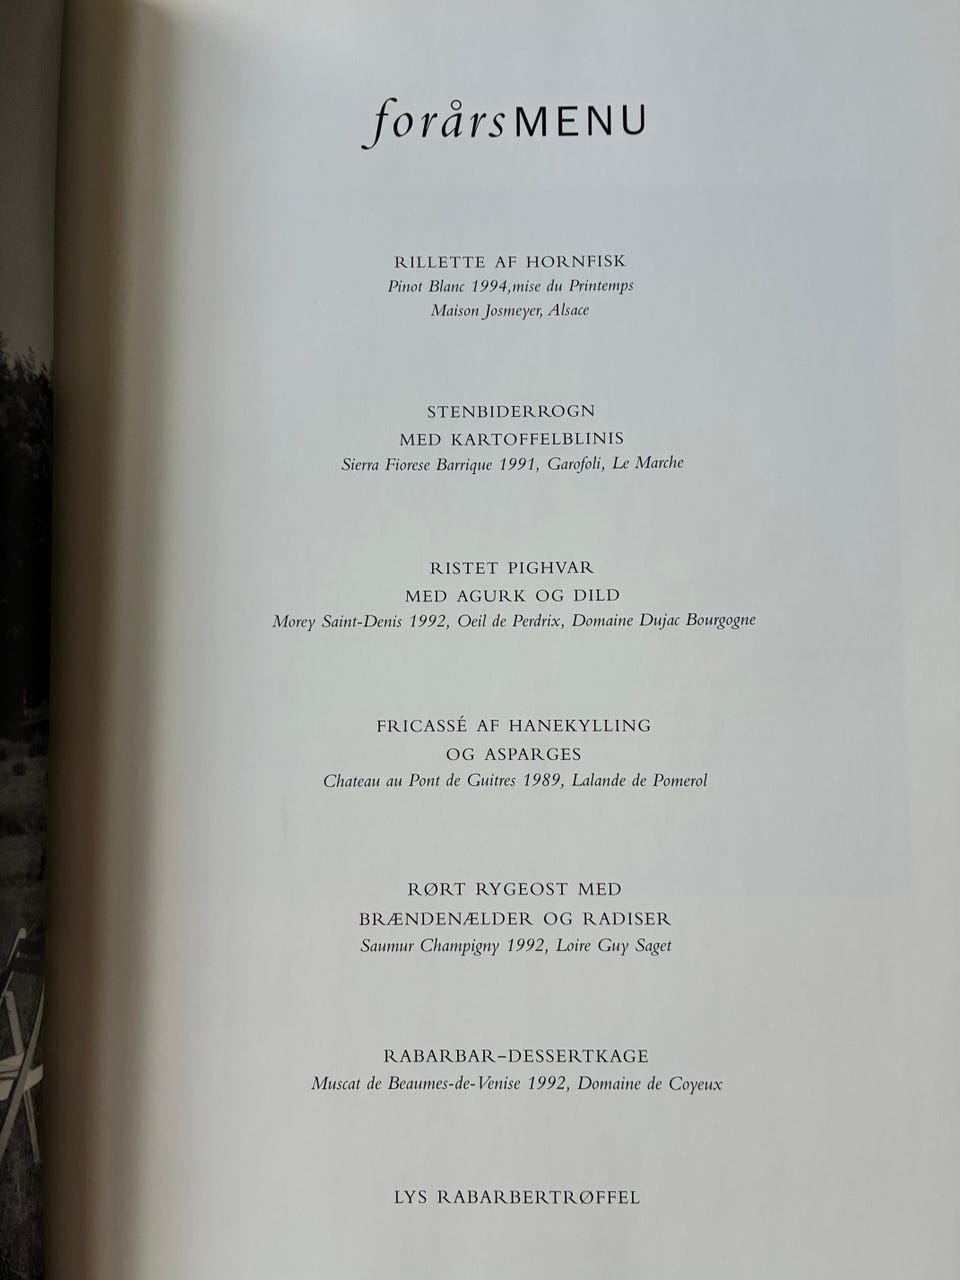 forårsMENU
RILLETTE AF HORNFISK
Pinot Blanc 1994,mise du Printemps
Maison Josmeyer, Alsace
STENBIDERROGN
MED KARTOFFELBLINIS
Sierra Fiorese Barrique 1991, Garofoli, Le Marche
RISTET PIGHVAR
MED AGURK OG DILD
Morey Saint-Denis 1992, Oeil de Perdrix, Domaine Dujac Bourgogne
FRICASSÉ AF HANEKYLLING
OG ASPARGES
Chateau au Pont de Guitres 1989, Lalande de Pomerol
RØRT RYGEOST MED
BRÆNDENÆLDER OG RADISER
Saumur Champigny 1992, Loire Guy Saget
RABARBAR-DESSERTKAGE
Muscat de Beaumes-de-Venise 1992, Domaine de Coyeux
LYS RABARBERTRØFFEL